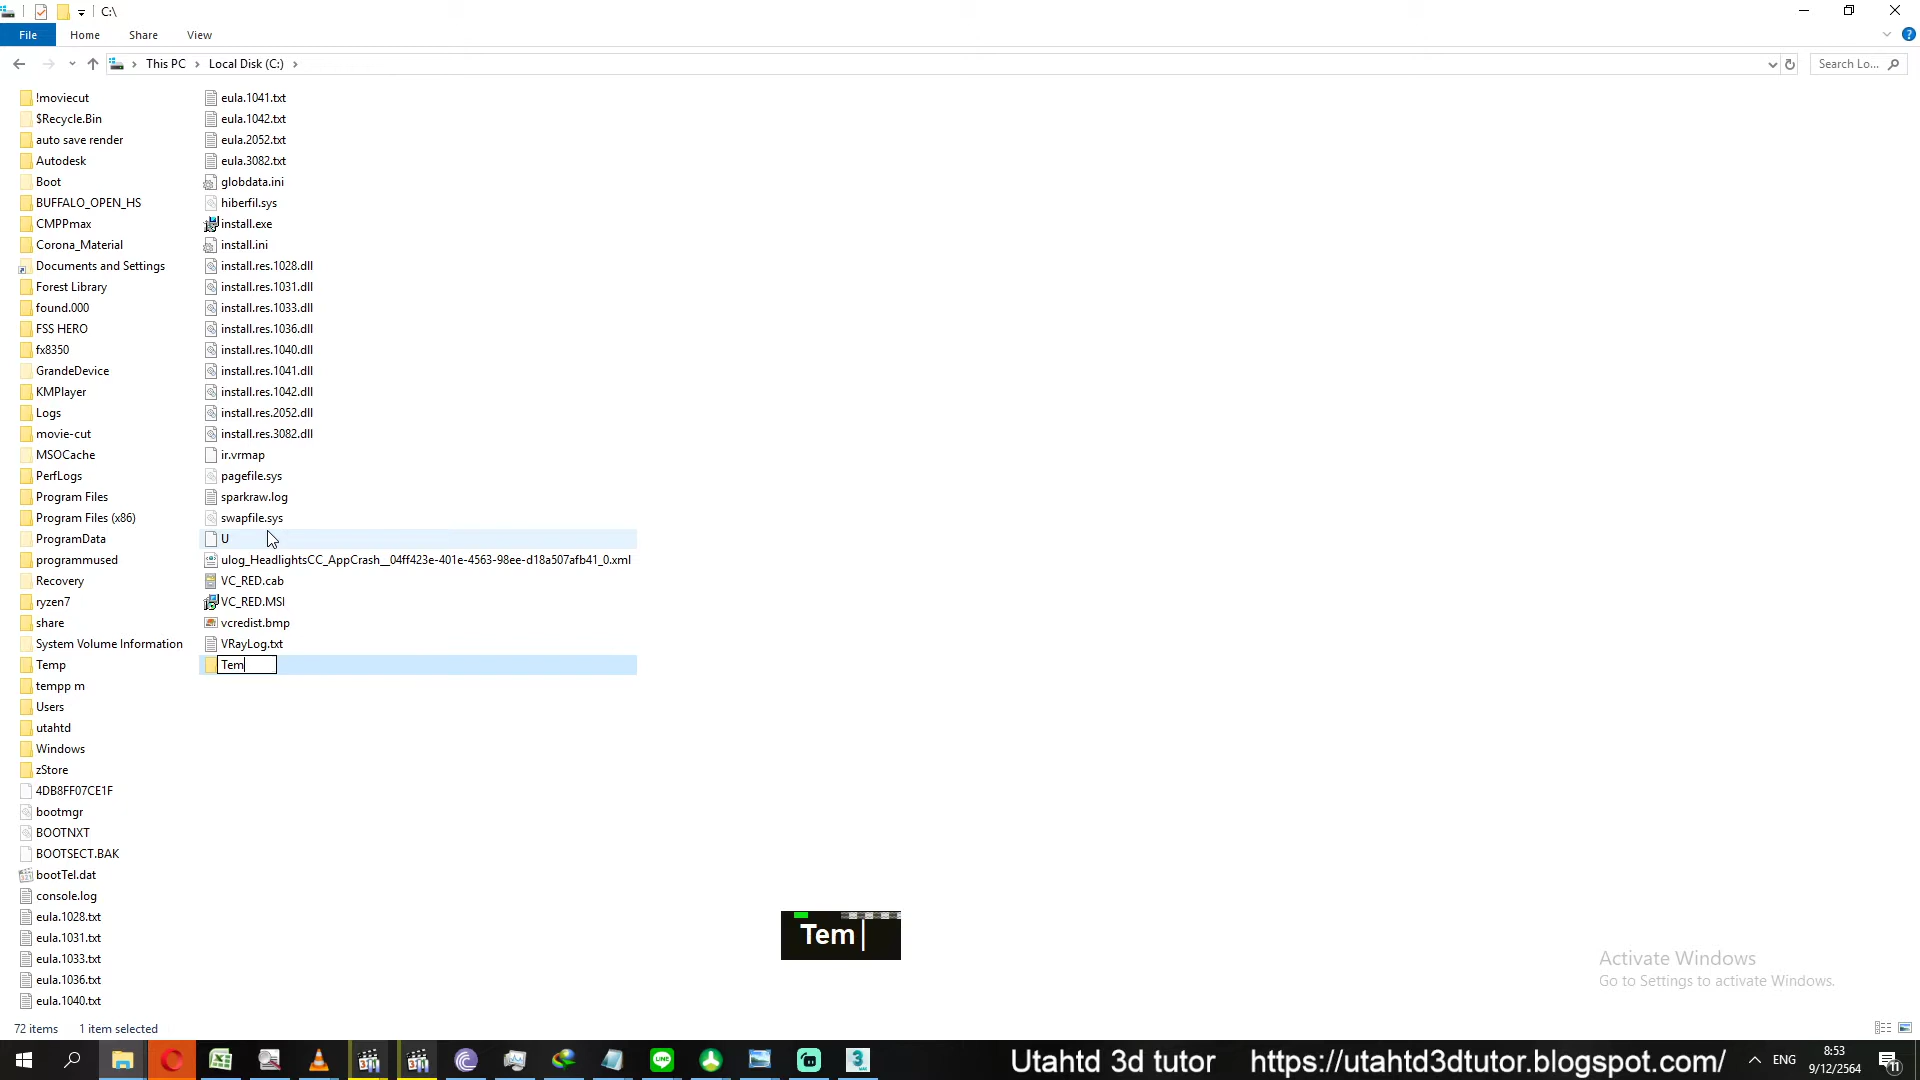 C:\
File
Home
Share
View
This PC
Local Disk (C:)
Search Lo...
!moviecut
$Recycle.Bin
auto save render
Autodesk
Boot
BUFFALO_OPEN_HS
CMPPmax
Corona_Material
Documents and Settings
Forest Library
found.000
FSS HERO
fx8350
GrandeDevice
KMPlayer
Logs
movie-cut
MSOCache
PerfLogs
Program Files
Program Files (x86)
ProgramData
programmused
Recovery
ryzen7
share
System Volume Information
Temp
tempp m
Users
utahtd
Windows
zStore
4DB8FF07CE1F
bootmgr
BOOTNXT
BOOTSECT.BAK
bootTel.dat
console.log
eula.1028.txt
eula.1031.txt
eula.1033.txt
eula.1036.txt
eula.1040.txt
eula.1041.txt
eula.1042.txt
eula.2052.txt
eula.3082.txt
globdata.ini
hiberfil.sys
install.exe
install.ini
install.res.1028.dll
install.res.1031.dll
install.res.1033.dll
install.res.1036.dll
install.res.1040.dll
install.res.1041.dll
install.res.1042.dll
install.res.2052.dll
install.res.3082.dll
ir.vrmap
pagefile.sys
sparkraw.log
swapfile.sys
U
ulog_HeadlightsCC_AppCrash__04ff423e-401e-4563-98ee-d18a507afb41_0.xml
VC_RED.cab
VC_RED.MSI
vcredist.bmp
VRayLog.txt
Tem
Tem
Activate Windows
Go to Settings to activate Windows.
72 items
1 item selected
Utahtd 3d tutor
https://utahtd3dtutor.blogspot.com/
ENG
8:53
9/12/2564
11